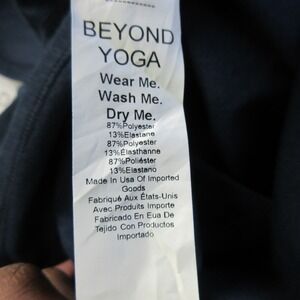 BEYOND
YOGA
Wear Me.
Wash Me.
Dry Me.
87%Polyester
13%Elastane
87%Polyester
13%Élasthanne
87%Poliéster
13%Elastano
Made In Usa Of Imported
Goods
Fabriqué Aux États-Unis
Avec Produits Importe
Fabricado En Eua De
Tejido Con Productos
Importado